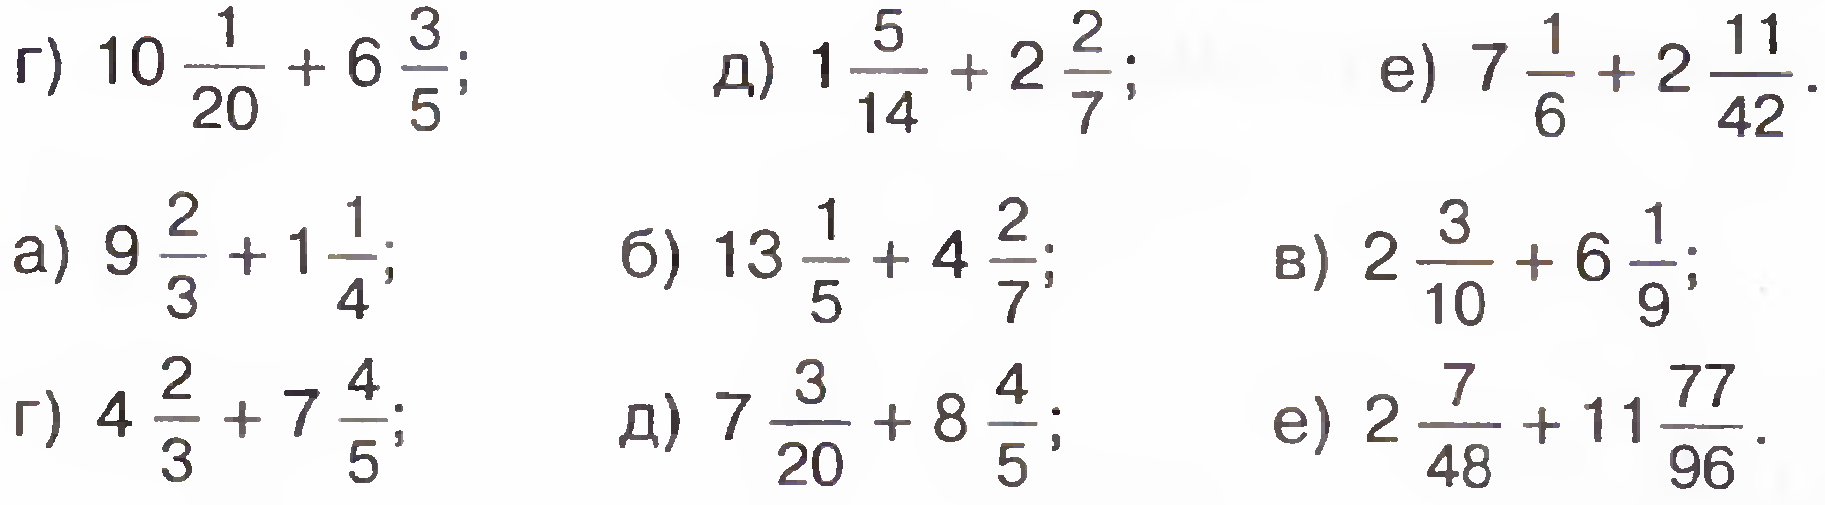 г) 10 1/20 + 6 3/5; д) 1 5/14 + 2 2/7; е) 7 1/6 + 2 11/42.
а) 9 2/3 + 1 1/4; б) 13 1/5 + 4 2/7; в) 2 3/10 + 6 1/9;
г) 4 2/3 + 7 4/5; д) 7 3/20 + 8 4/5; е) 2 7/48 + 11 77/96.